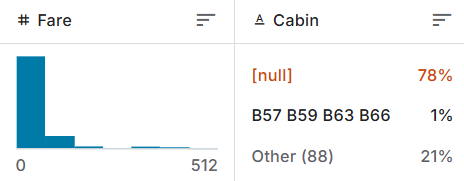 # Fare
A Cabin
[null] 78%
B57 B59 B63 B66 1%
Other (88) 21%
0 512